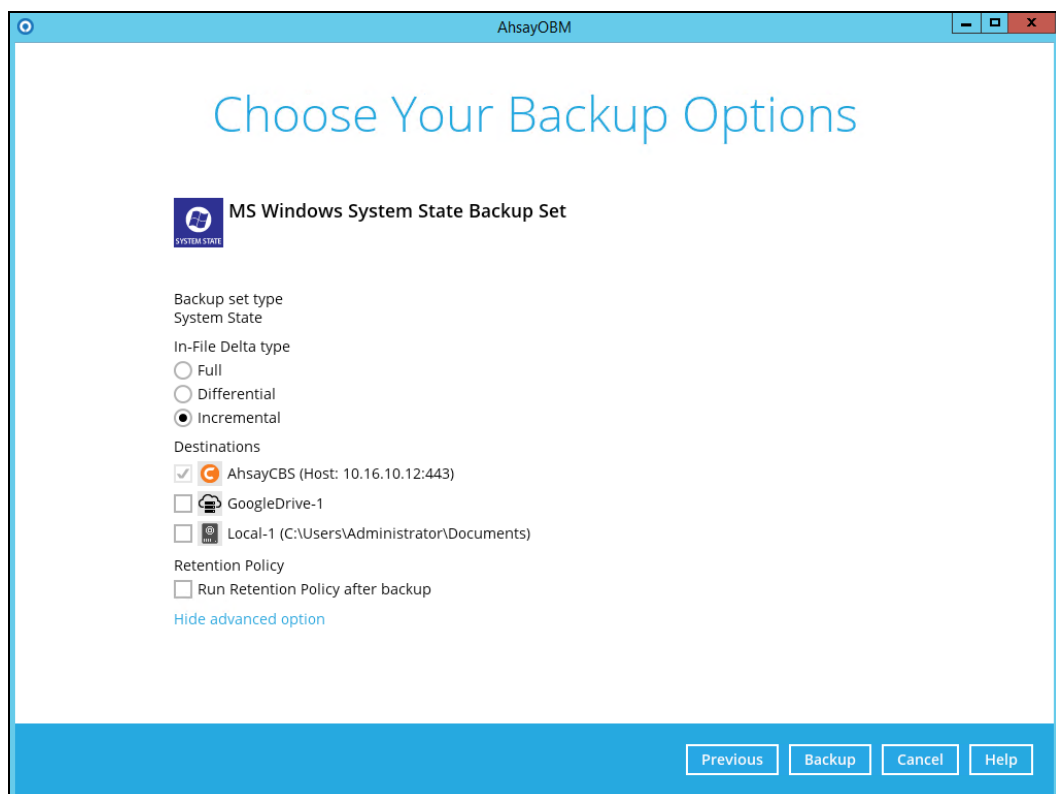 AhsayOBM
Choose Your Backup Options
SYSTEM STATE
MS Windows System State Backup Set
Backup set type
System State
In-File Delta type
Full
Differential
Incremental
Destinations
AhsayCBS (Host: 10.16.10.12:443)
GoogleDrive-1
Local-1 (C:\Users\Administrator\Documents)
Retention Policy
Run Retention Policy after backup
Hide advanced option
Previous
Backup
Cancel
Help